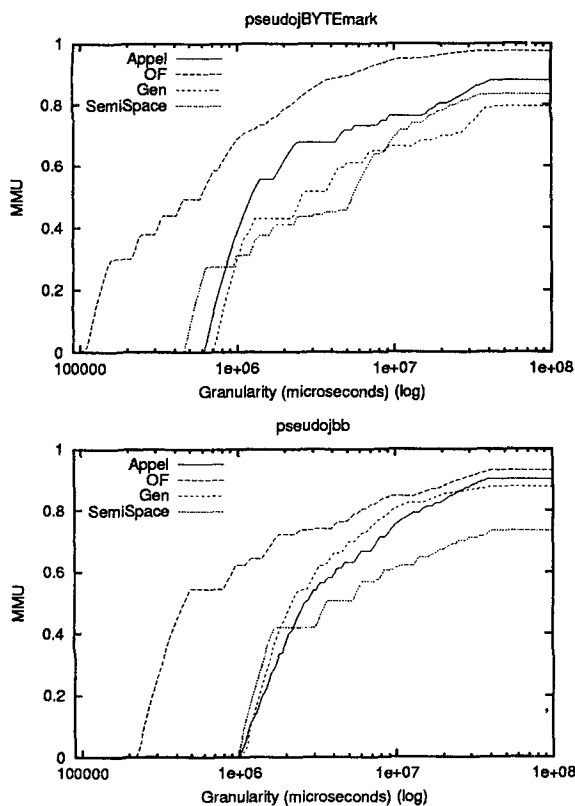 pseudojBYTEmark
1
Appel
OF
Gen
SemiSpace
0.8
0.6
MMU
0.4
0.2
0
100000 1e+06 1e+07 1e+08
Granularity (microseconds) (log)
pseudojbb
1
Appel
OF
Gen
SemiSpace
0.8
0.6
MMU
0.4
0.2
0
100000 1e+06 1e+07 1e+08
Granularity (microseconds) (log)